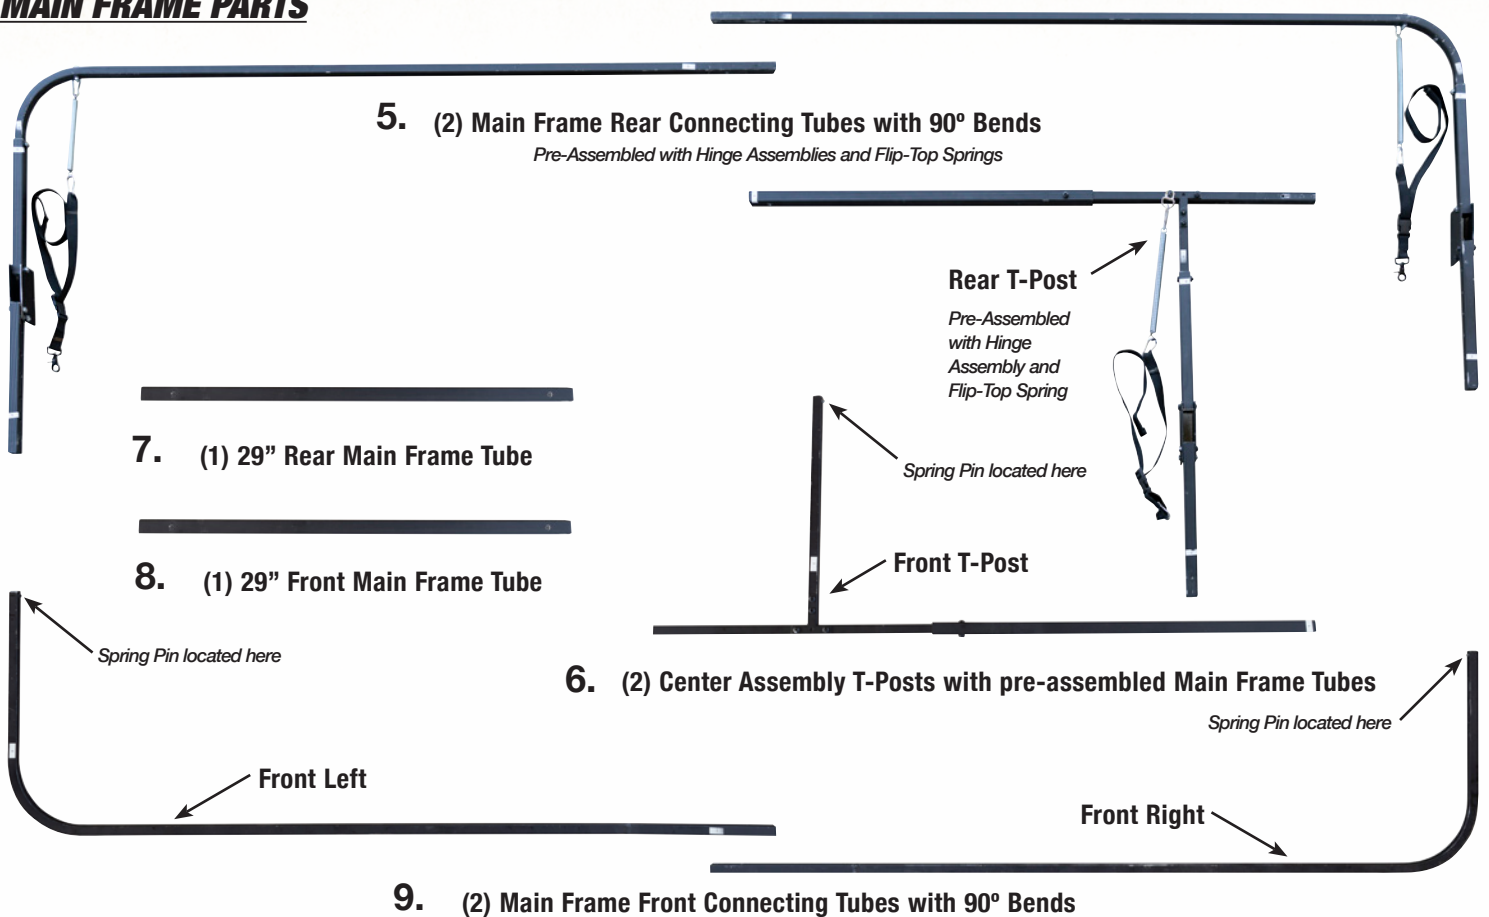 MAIN FRAME PARTS
5. (2) Main Frame Rear Connecting Tubes with 90º Bends
Pre-Assembled with Hinge Assemblies and Flip-Top Springs
Rear T-Post
Pre-Assembled
with Hinge
Assembly and
Flip-Top Spring
7. (1) 29” Rear Main Frame Tube
Spring Pin located here
8. (1) 29” Front Main Frame Tube
Front T-Post
Spring Pin located here
6. (2) Center Assembly T-Posts with pre-assembled Main Frame Tubes
Spring Pin located here
Front Left
Front Right
9. (2) Main Frame Front Connecting Tubes with 90º Bends